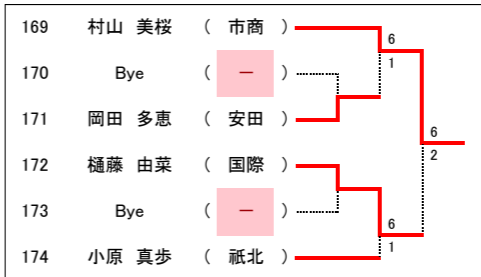 169 村山 美桜 ( 市商 )
6
170 Bye ( － )
1
171 岡田 多恵 ( 安田 )
6
2
172 樋藤 由菜 ( 国際 )
173 Bye ( － )
6
1
174 小原 真歩 ( 祇北 )